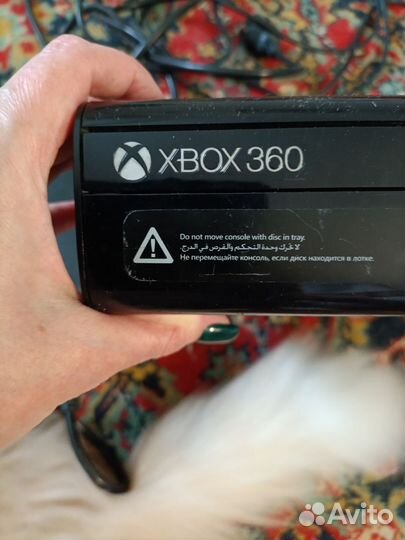 XBOX 360
Do not move console with disc in tray.
لا تحرك وحدة التحكم والقرص في الدرج.
Не перемещайте консоль, если диск находится в лотке.
Avito